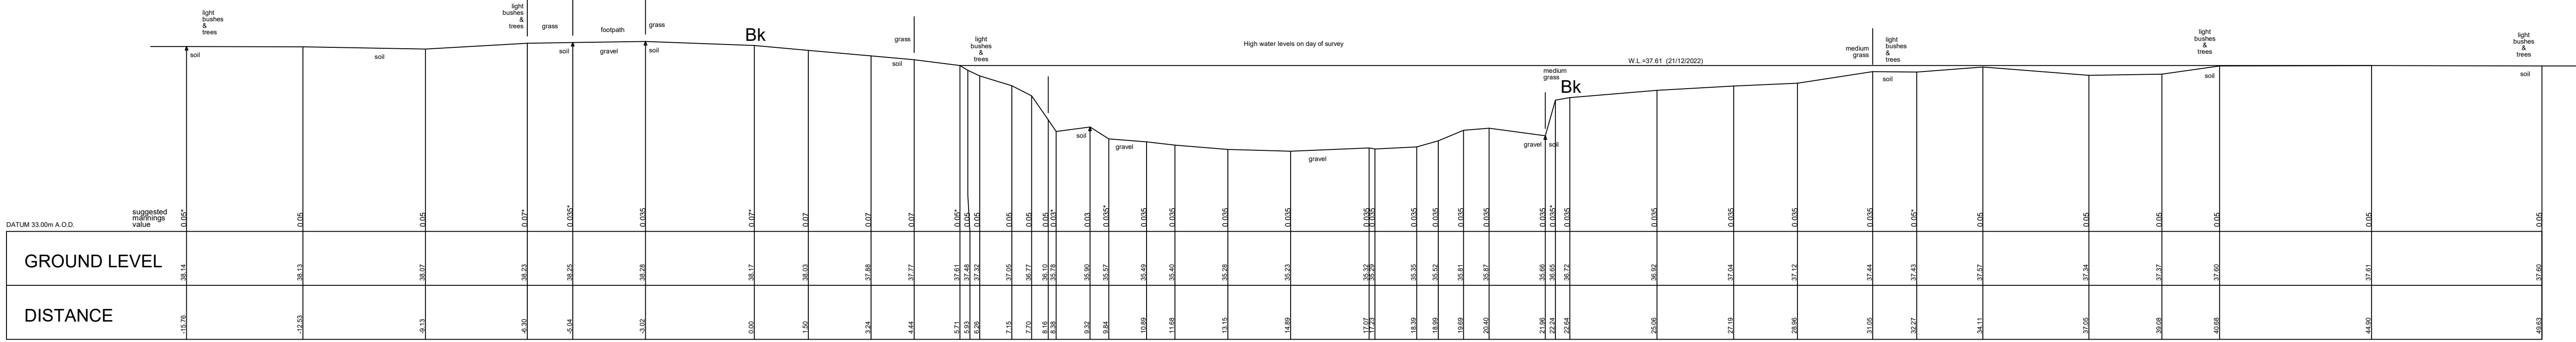 light
bushes
&
trees
light
bushes
&
trees
grass
footpath
grass
Bk
grass
light
bushes
&
trees
High water levels on day of survey
W.L.=37.61 (21/12/2022)
medium
grass
Bk
medium
grass
light
bushes
&
trees
light
bushes
&
trees
light
bushes
&
trees
soil
soil
soil
gravel
soil
soil
soil
gravel
gravel
gravel
soil
soil
soil
soil
DATUM 33.00m A.O.D.
suggested
mannings
value
0.05* 0.05 0.05 0.07* 0.035* 0.035 0.07* 0.07 0.07 0.07 0.05* 0.05 0.05 0.05 0.05 0.05 0.03* 0.03 0.035* 0.035 0.035 0.035 0.035 0.035 0.035 0.035 0.035 0.035 0.035 0.035 0.035* 0.035 0.035 0.035 0.035 0.035 0.05* 0.05 0.05 0.05 0.05 0.05 0.05
GROUND LEVEL 38.14 38.13 38.07 38.23 38.25 38.28 38.17 38.03 37.88 37.77 37.61 37.48 37.32 37.05 36.77 36.10 35.78 35.90 35.57 35.49 35.40 35.28 35.23 35.32 35.29 35.35 35.52 35.81 35.87 35.66 36.65 36.72 36.92 37.04 37.12 37.44 37.43 37.57 37.34 37.37 37.60 37.61 37.60
DISTANCE -15.76 -12.53 -9.13 -6.30 -5.04 -3.02 0.00 1.50 3.24 4.44 5.71 5.93 6.26 7.15 7.70 8.16 8.38 9.32 9.84 10.89 11.68 13.15 14.89 17.07 17.23 18.39 18.99 19.69 20.40 21.96 22.24 22.64 25.06 27.19 28.96 31.05 32.27 34.11 37.05 39.08 40.68 44.90 49.63